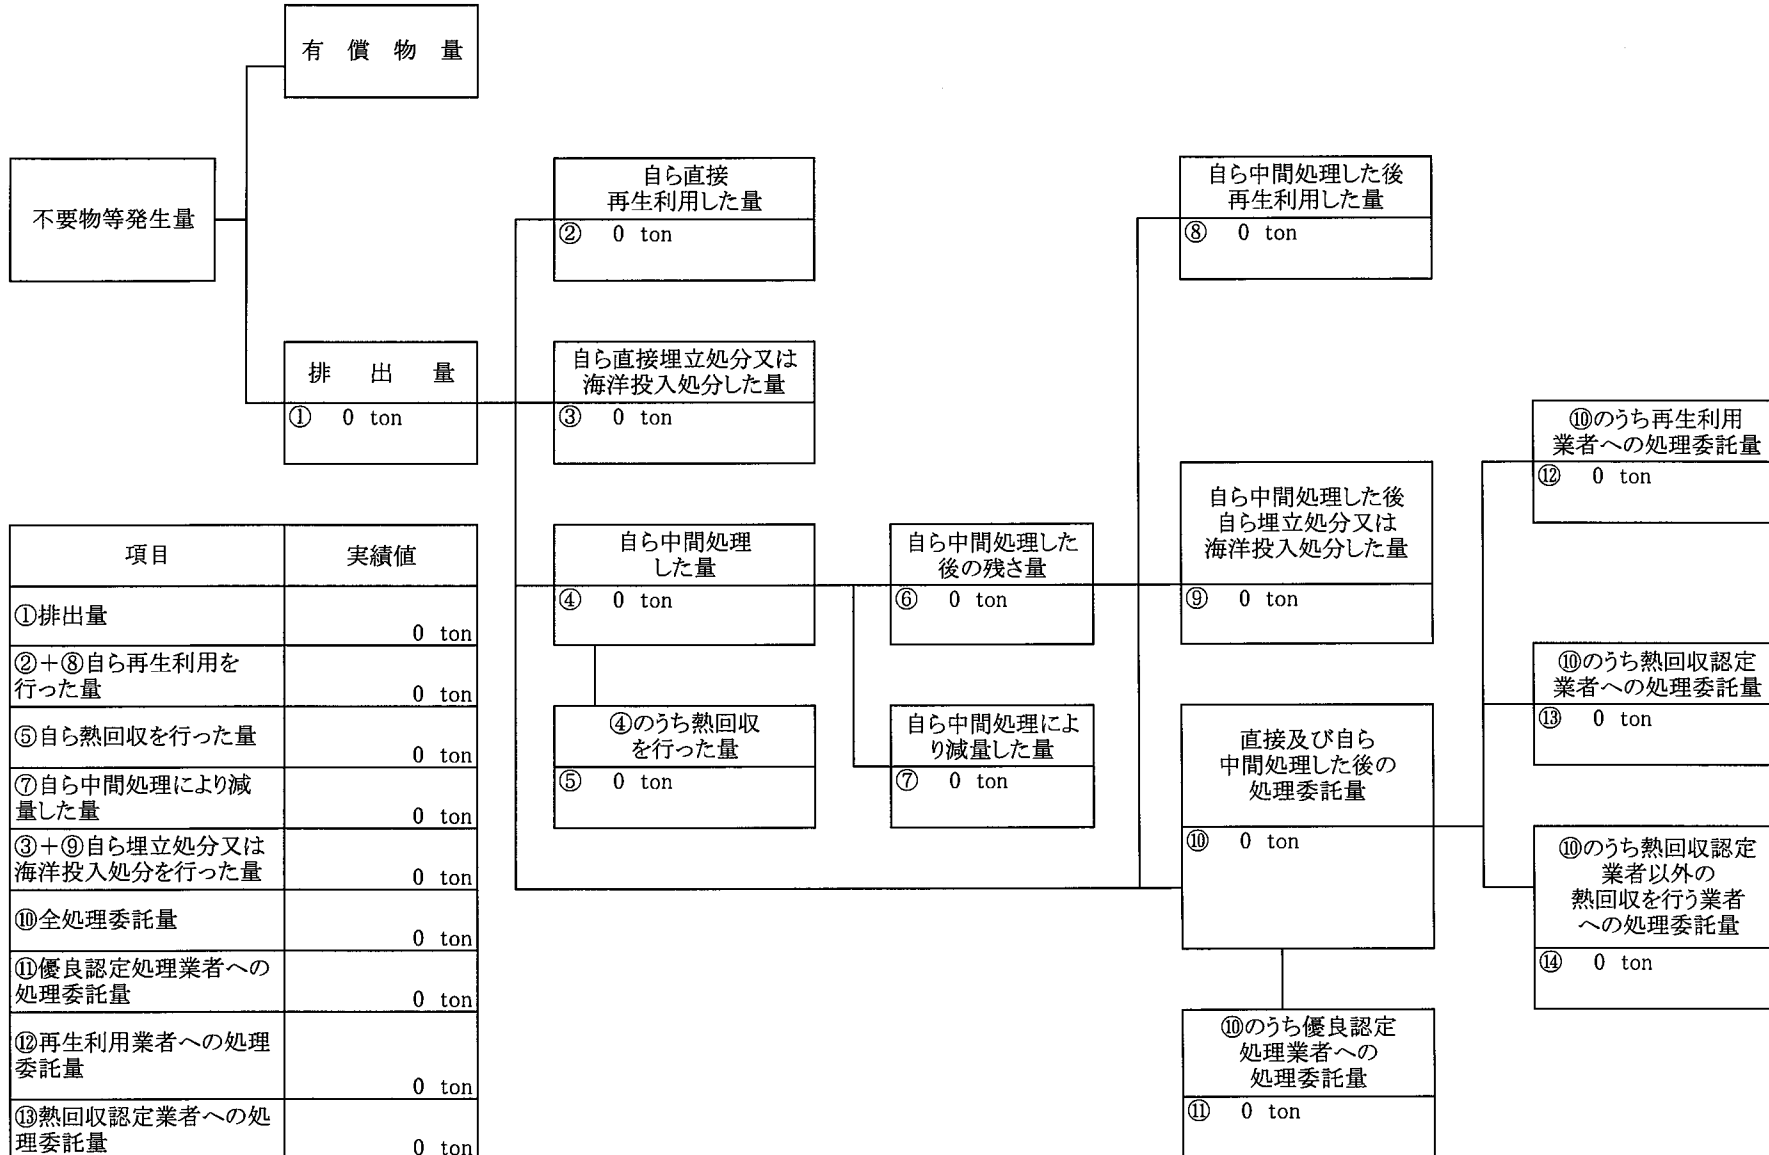 有 償 物 量
不要物等発生量
排 出 量
① 0 ton
自ら直接
再生利用した量
② 0 ton
自ら直接埋立処分又は
海洋投入処分した量
③ 0 ton
自ら中間処理
した量
④ 0 ton
④のうち熱回収
を行った量
⑤ 0 ton
自ら中間処理した
後の残さ量
⑥ 0 ton
自ら中間処理によ
り減量した量
⑦ 0 ton
自ら中間処理した後
再生利用した量
⑧ 0 ton
自ら中間処理した後
自ら埋立処分又は
海洋投入処分した量
⑨ 0 ton
直接及び自ら
中間処理した後の
処理委託量
⑩ 0 ton
⑩のうち優良認定
処理業者への
処理委託量
⑪ 0 ton
⑩のうち再生利用
業者への処理委託量
⑫ 0 ton
⑩のうち熱回収認定
業者への処理委託量
⑬ 0 ton
⑩のうち熱回収認定
業者以外の
熱回収を行う業者
への処理委託量
⑭ 0 ton
項目 実績値
①排出量
0 ton
②+⑧自ら再生利用を
行った量 0 ton
⑤自ら熱回収を行った量
0 ton
⑦自ら中間処理により減
量した量 0 ton
③+⑨自ら埋立処分又は
海洋投入処分を行った量 0 ton
⑩全処理委託量
0 ton
⑪優良認定処理業者への
処理委託量 0 ton
⑫再生利用業者への処理
委託量
0 ton
⑬熱回収認定業者への処
理委託量 0 ton